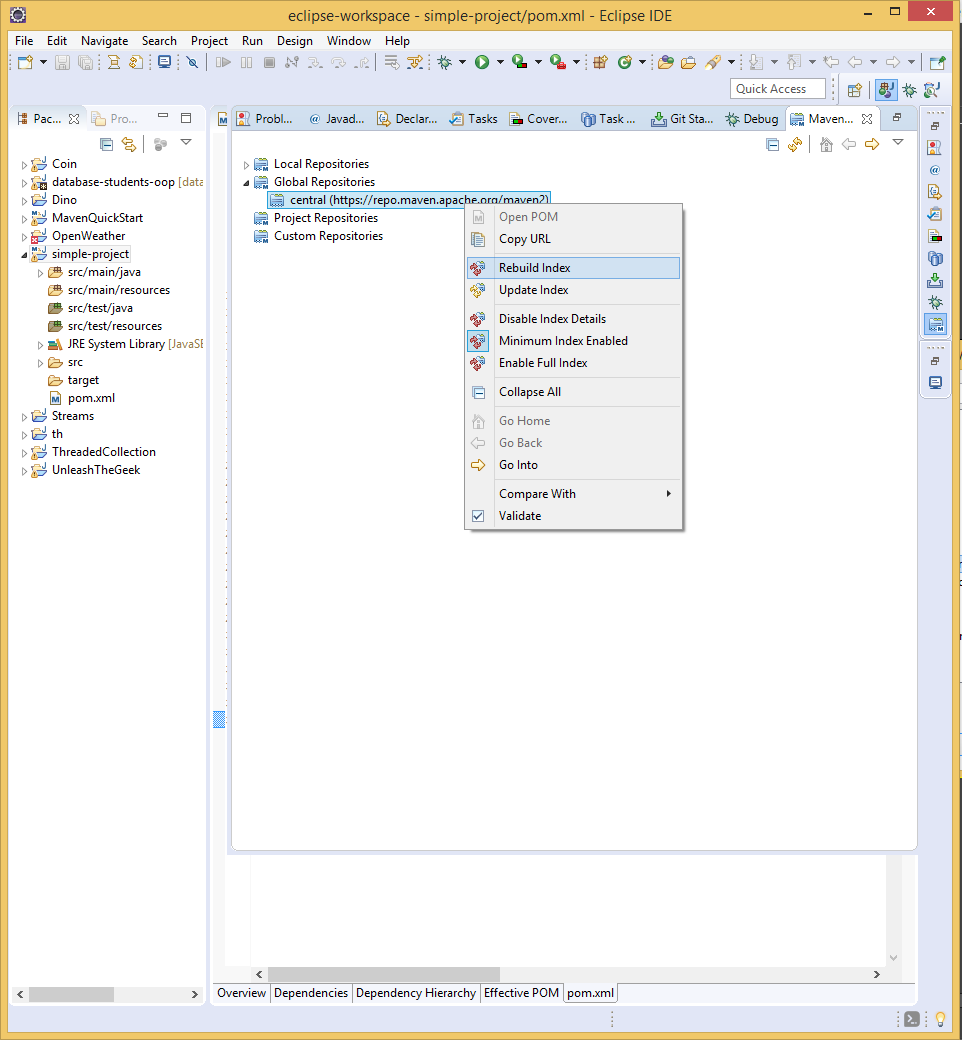 eclipse-workspace - simple-project/pom.xml - Eclipse IDE
File Edit Navigate Search Project Run Design Window Help
Quick Access
Pac... Pro...
Probl... Javad... Declar... Tasks Cover... Task ... Git Sta... Debug Maven...
Coin
database-students-oop [data
Dino
MavenQuickStart
OpenWeather
simple-project
src/main/java
src/main/resources
src/test/java
src/test/resources
JRE System Library [JavaSE
src
target
pom.xml
Streams
th
ThreadedCollection
UnleashTheGeek
Local Repositories
Global Repositories
central (https://repo.maven.apache.org/maven2)
Project Repositories
Custom Repositories
Open POM
Copy URL
Rebuild Index
Update Index
Disable Index Details
Minimum Index Enabled
Enable Full Index
Collapse All
Go Home
Go Back
Go Into
Compare With
Validate
Overview Dependencies Dependency Hierarchy Effective POM pom.xml